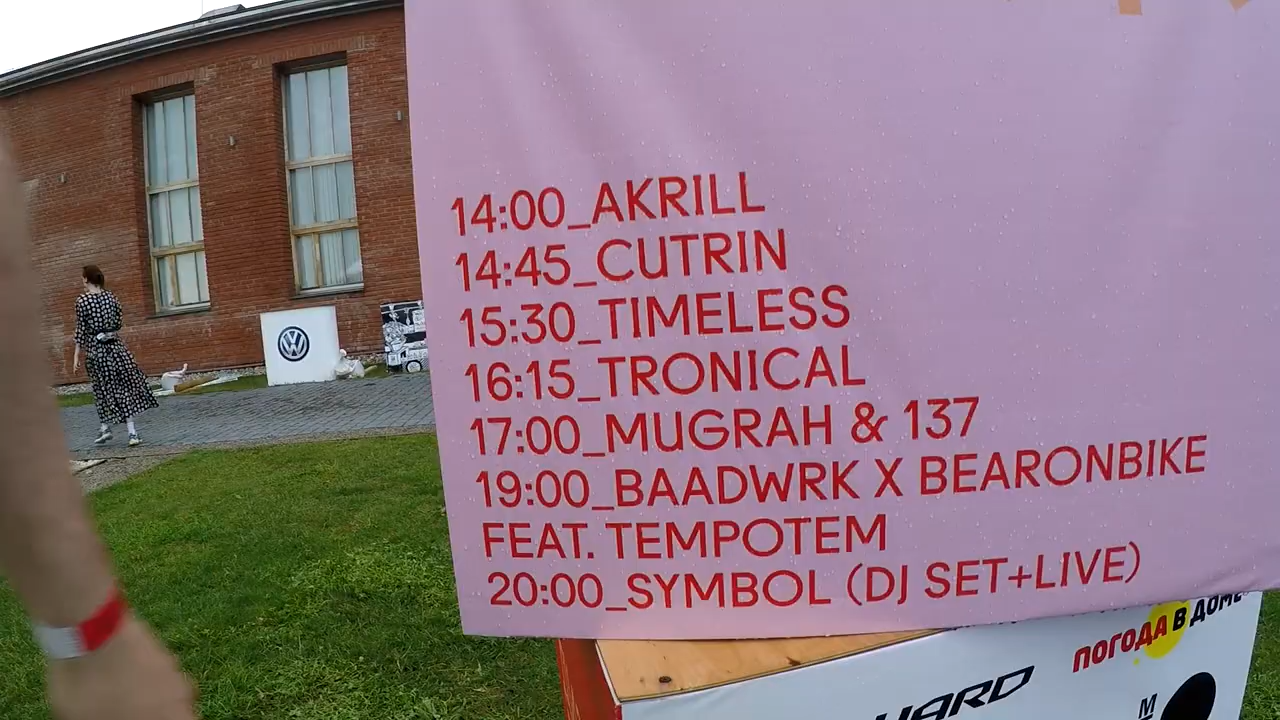 14:00_AKRILL
14:45_CUTRIN
15:30_TIMELESS
16:15_TRONICAL
17:00_MUGRAH & 137
19:00_BAADWRK X BEARONBIKE
FEAT. TEMPOTEM
20:00_SYMBOL (DJ SET+LIVE)
ПОГОДА В ДОМЕ